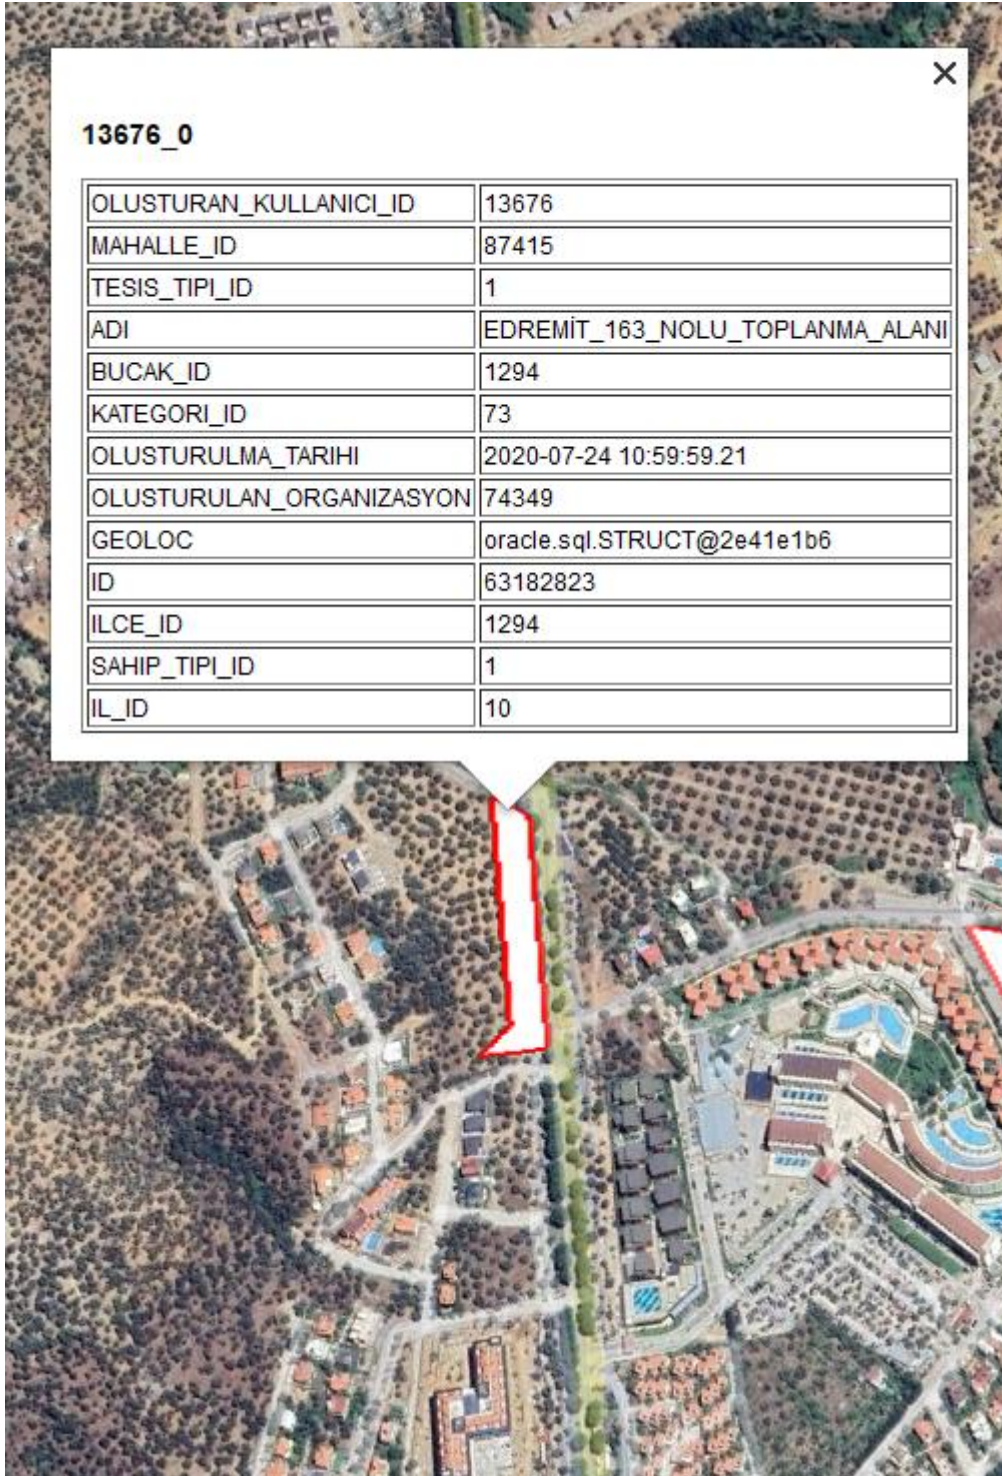 13676_0
OLUSTURAN_KULLANICI_ID 13676
MAHALLE_ID 87415
TESIS_TIPI_ID 1
ADI EDREMİT_163_NOLU_TOPLANMA_ALANI
BUCAK_ID 1294
KATEGORI_ID 73
OLUSTURULMA_TARIHI 2020-07-24 10:59:59.21
OLUSTURULAN_ORGANIZASYON 74349
GEOLOC oracle.sql.STRUCT@2e41e1b6
ID 63182823
ILCE_ID 1294
SAHIP_TIPI_ID 1
IL_ID 10